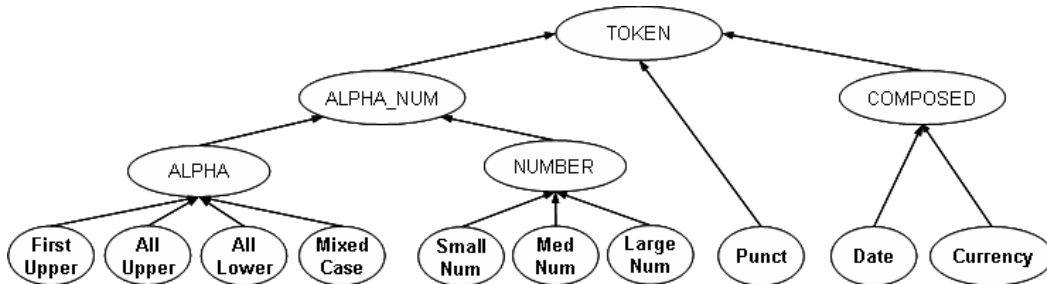 TOKEN
ALPHA_NUM
COMPOSED
ALPHA
NUMBER
First
Upper
All
Upper
All
Lower
Mixed
Case
Small
Num
Med
Num
Large
Num
Punct
Date
Currency